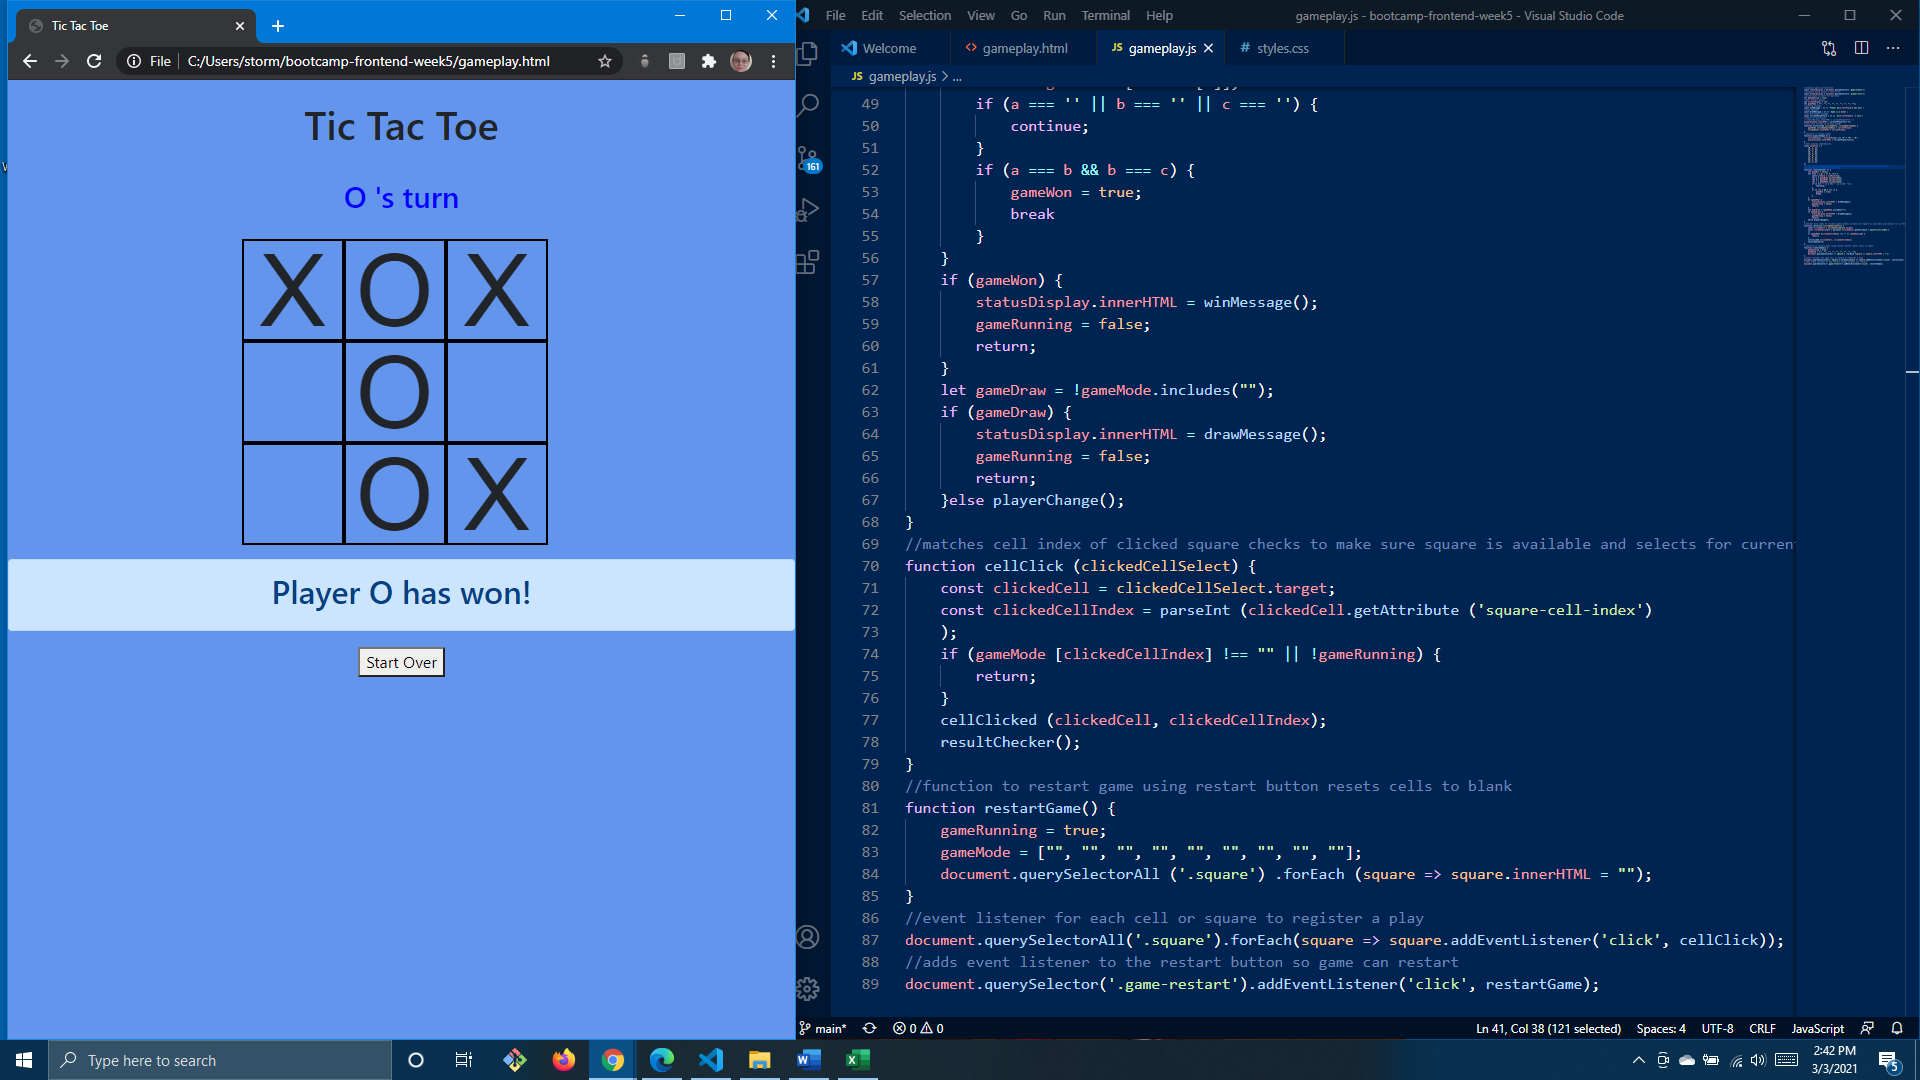 Tic Tac Toe
File C:/Users/storm/bootcamp-frontend-week5/gameplay.html
Tic Tac Toe
O 's turn
X O X
O
O X
Player O has won!
Start Over
File Edit Selection View Go Run Terminal Help
gameplay.js - bootcamp-frontend-week5 - Visual Studio Code
Welcome <> gameplay.html JS gameplay.js # styles.css
JS gameplay.js > ...
161
49 if (a === '' || b === '' || c === '') {
50 continue;
51 }
52 if (a === b && b === c) {
53 gameWon = true;
54 break
55 }
56 }
57 if (gameWon) {
58 statusDisplay.innerHTML = winMessage();
59 gameRunning = false;
60 return;
61 }
62 let gameDraw = !gameMode.includes("");
63 if (gameDraw) {
64 statusDisplay.innerHTML = drawMessage();
65 gameRunning = false;
66 return;
67 }else playerChange();
68 }
69 //matches cell index of clicked square checks to make sure square is available and selects for curren
70 function cellClick (clickedCellSelect) {
71 const clickedCell = clickedCellSelect.target;
72 const clickedCellIndex = parseInt (clickedCell.getAttribute ('square-cell-index')
73 );
74 if (gameMode [clickedCellIndex] !== "" || !gameRunning) {
75 return;
76 }
77 cellClicked (clickedCell, clickedCellIndex);
78 resultChecker();
79 }
80 //function to restart game using restart button resets cells to blank
81 function restartGame() {
82 gameRunning = true;
83 gameMode = ["", "", "", "", "", "", "", "", ""];
84 document.querySelectorAll ('.square') .forEach (square => square.innerHTML = "");
85 }
86 //event listener for each cell or square to register a play
87 document.querySelectorAll('.square').forEach(square => square.addEventListener('click', cellClick));
88 //adds event listener to the restart button so game can restart
89 document.querySelector('.game-restart').addEventListener('click', restartGame);
main* 0 0 Ln 41, Col 38 (121 selected) Spaces: 4 UTF-8 CRLF JavaScript
Type here to search
2:42 PM
3/3/2021
5